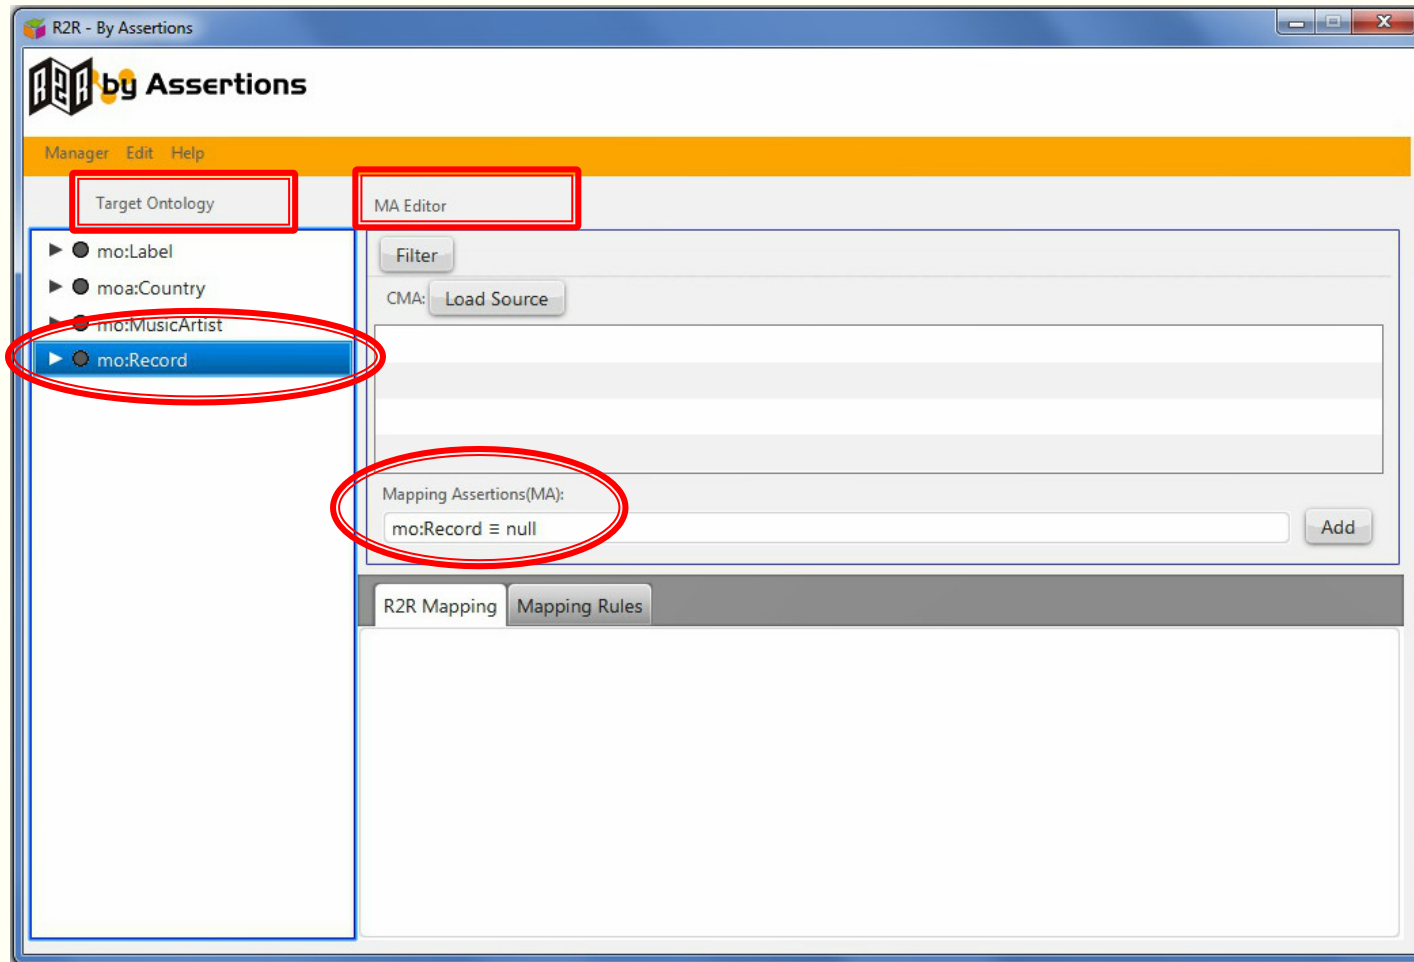 R2R - By Assertions
R2R by Assertions
Manager Edit Help
Target Ontology
MA Editor
mo:Label
moa:Country
mo:MusicArtist
mo:Record
Filter
CMA: Load Source
Mapping Assertions(MA):
mo:Record ≡ null
Add
R2R Mapping Mapping Rules